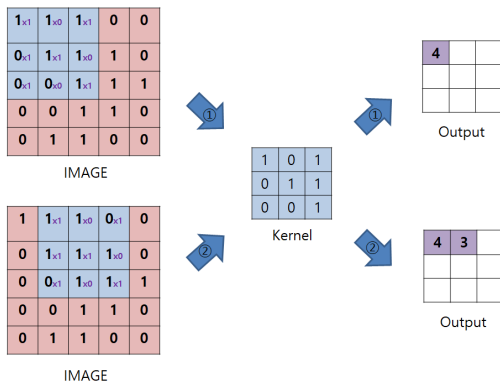 1x1 1x0 1x1 0 0
0x1 1x1 1x0 1 0
0x1 0x0 1x1 1 1
0 0 1 1 0
0 1 1 0 0
IMAGE
①
①
4
Output
1 0 1
0 1 1
0 0 1
Kernel
1 1x1 1x0 0x1 0
0 1x1 1x1 1x0 0
0 0x1 1x0 1x1 1
0 0 1 1 0
0 1 1 0 0
IMAGE
②
②
4 3
Output